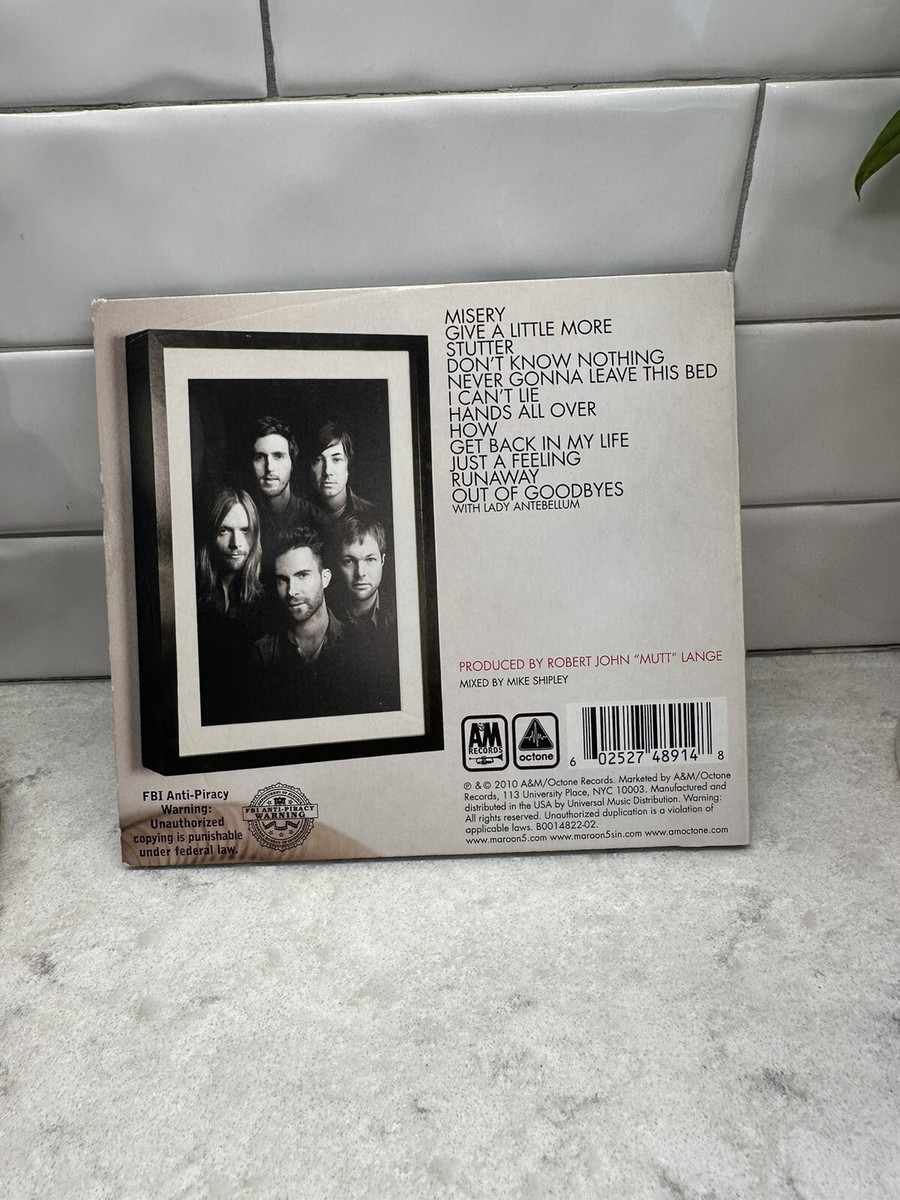 MISERY
GIVE A LITTLE MORE
STUTTER
DON'T KNOW NOTHING
NEVER GONNA LEAVE THIS BED
I CAN'T LIE
HANDS ALL OVER
HOW
GET BACK IN MY LIFE
JUST A FEELING
RUNAWAY
OUT OF GOODBYES
WITH LADY ANTEBELLUM
PRODUCED BY ROBERT JOHN "MUTT" LANGE
MIXED BY MIKE SHIPLEY
A&M
RECORDS
octone
6 02527 48914 8
℗ & © 2010 A&M/Octone Records. Marketed by A&M/Octone
Records, 113 University Place, NYC 10003. Manufactured and
distributed in the USA by Universal Music Distribution. Warning:
All rights reserved. Unauthorized duplication is a violation of
applicable laws. B0014822-02.
www.maroon5.com www.maroon5sin.com www.amoctone.com
FBI Anti-Piracy
Warning:
Unauthorized
copying is punishable
under federal law.
FBI ANTI-PIRACY
WARNING